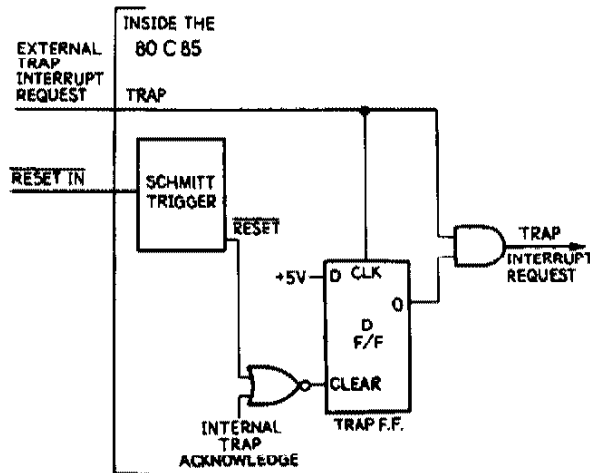 INSIDE THE
80 C 85
EXTERNAL
TRAP
INTERRUPT
REQUEST
TRAP
RESET IN
SCHMITT
TRIGGER
RESET
+5V
D CLK
O
D
F/F
CLEAR
TRAP F.F.
TRAP
INTERRUPT
REQUEST
INTERNAL
TRAP
ACKNOWLEDGE